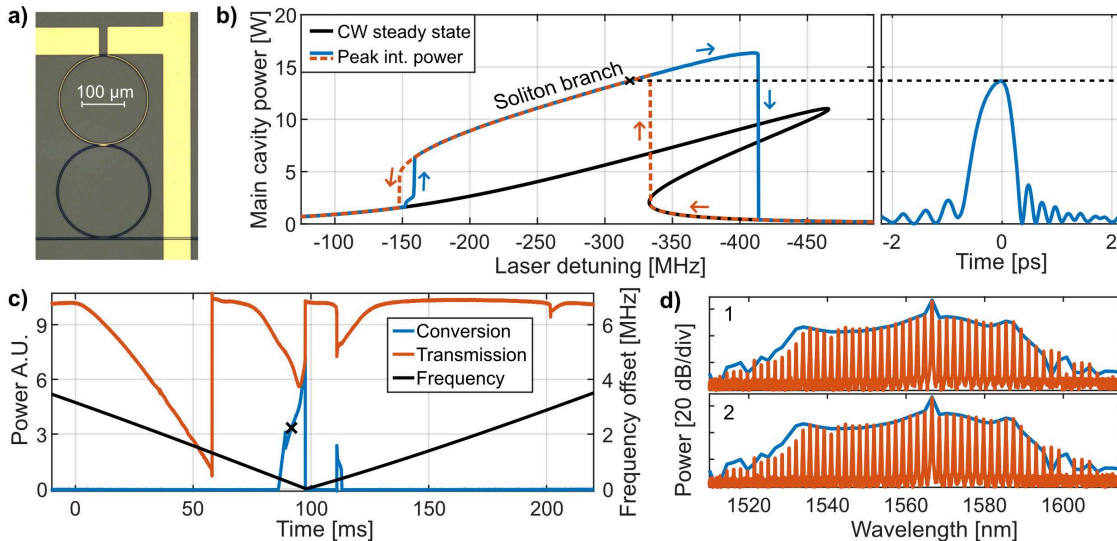 a)
100 μm
b)
Main cavity power [W]
20
15
10
5
0
CW steady state
Peak int. power
Soliton branch
-100 -150 -200 -250 -300 -350 -400 -450
Laser detuning [MHz]
-2 0 2
Time [ps]
c)
Power A.U.
9
6
3
0
Conversion
Transmission
Frequency
6
4
2
0
Frequency offset [MHz]
0 50 100 150 200
Time [ms]
d)
Power [20 dB/div]
1
2
1520 1540 1560 1580 1600
Wavelength [nm]